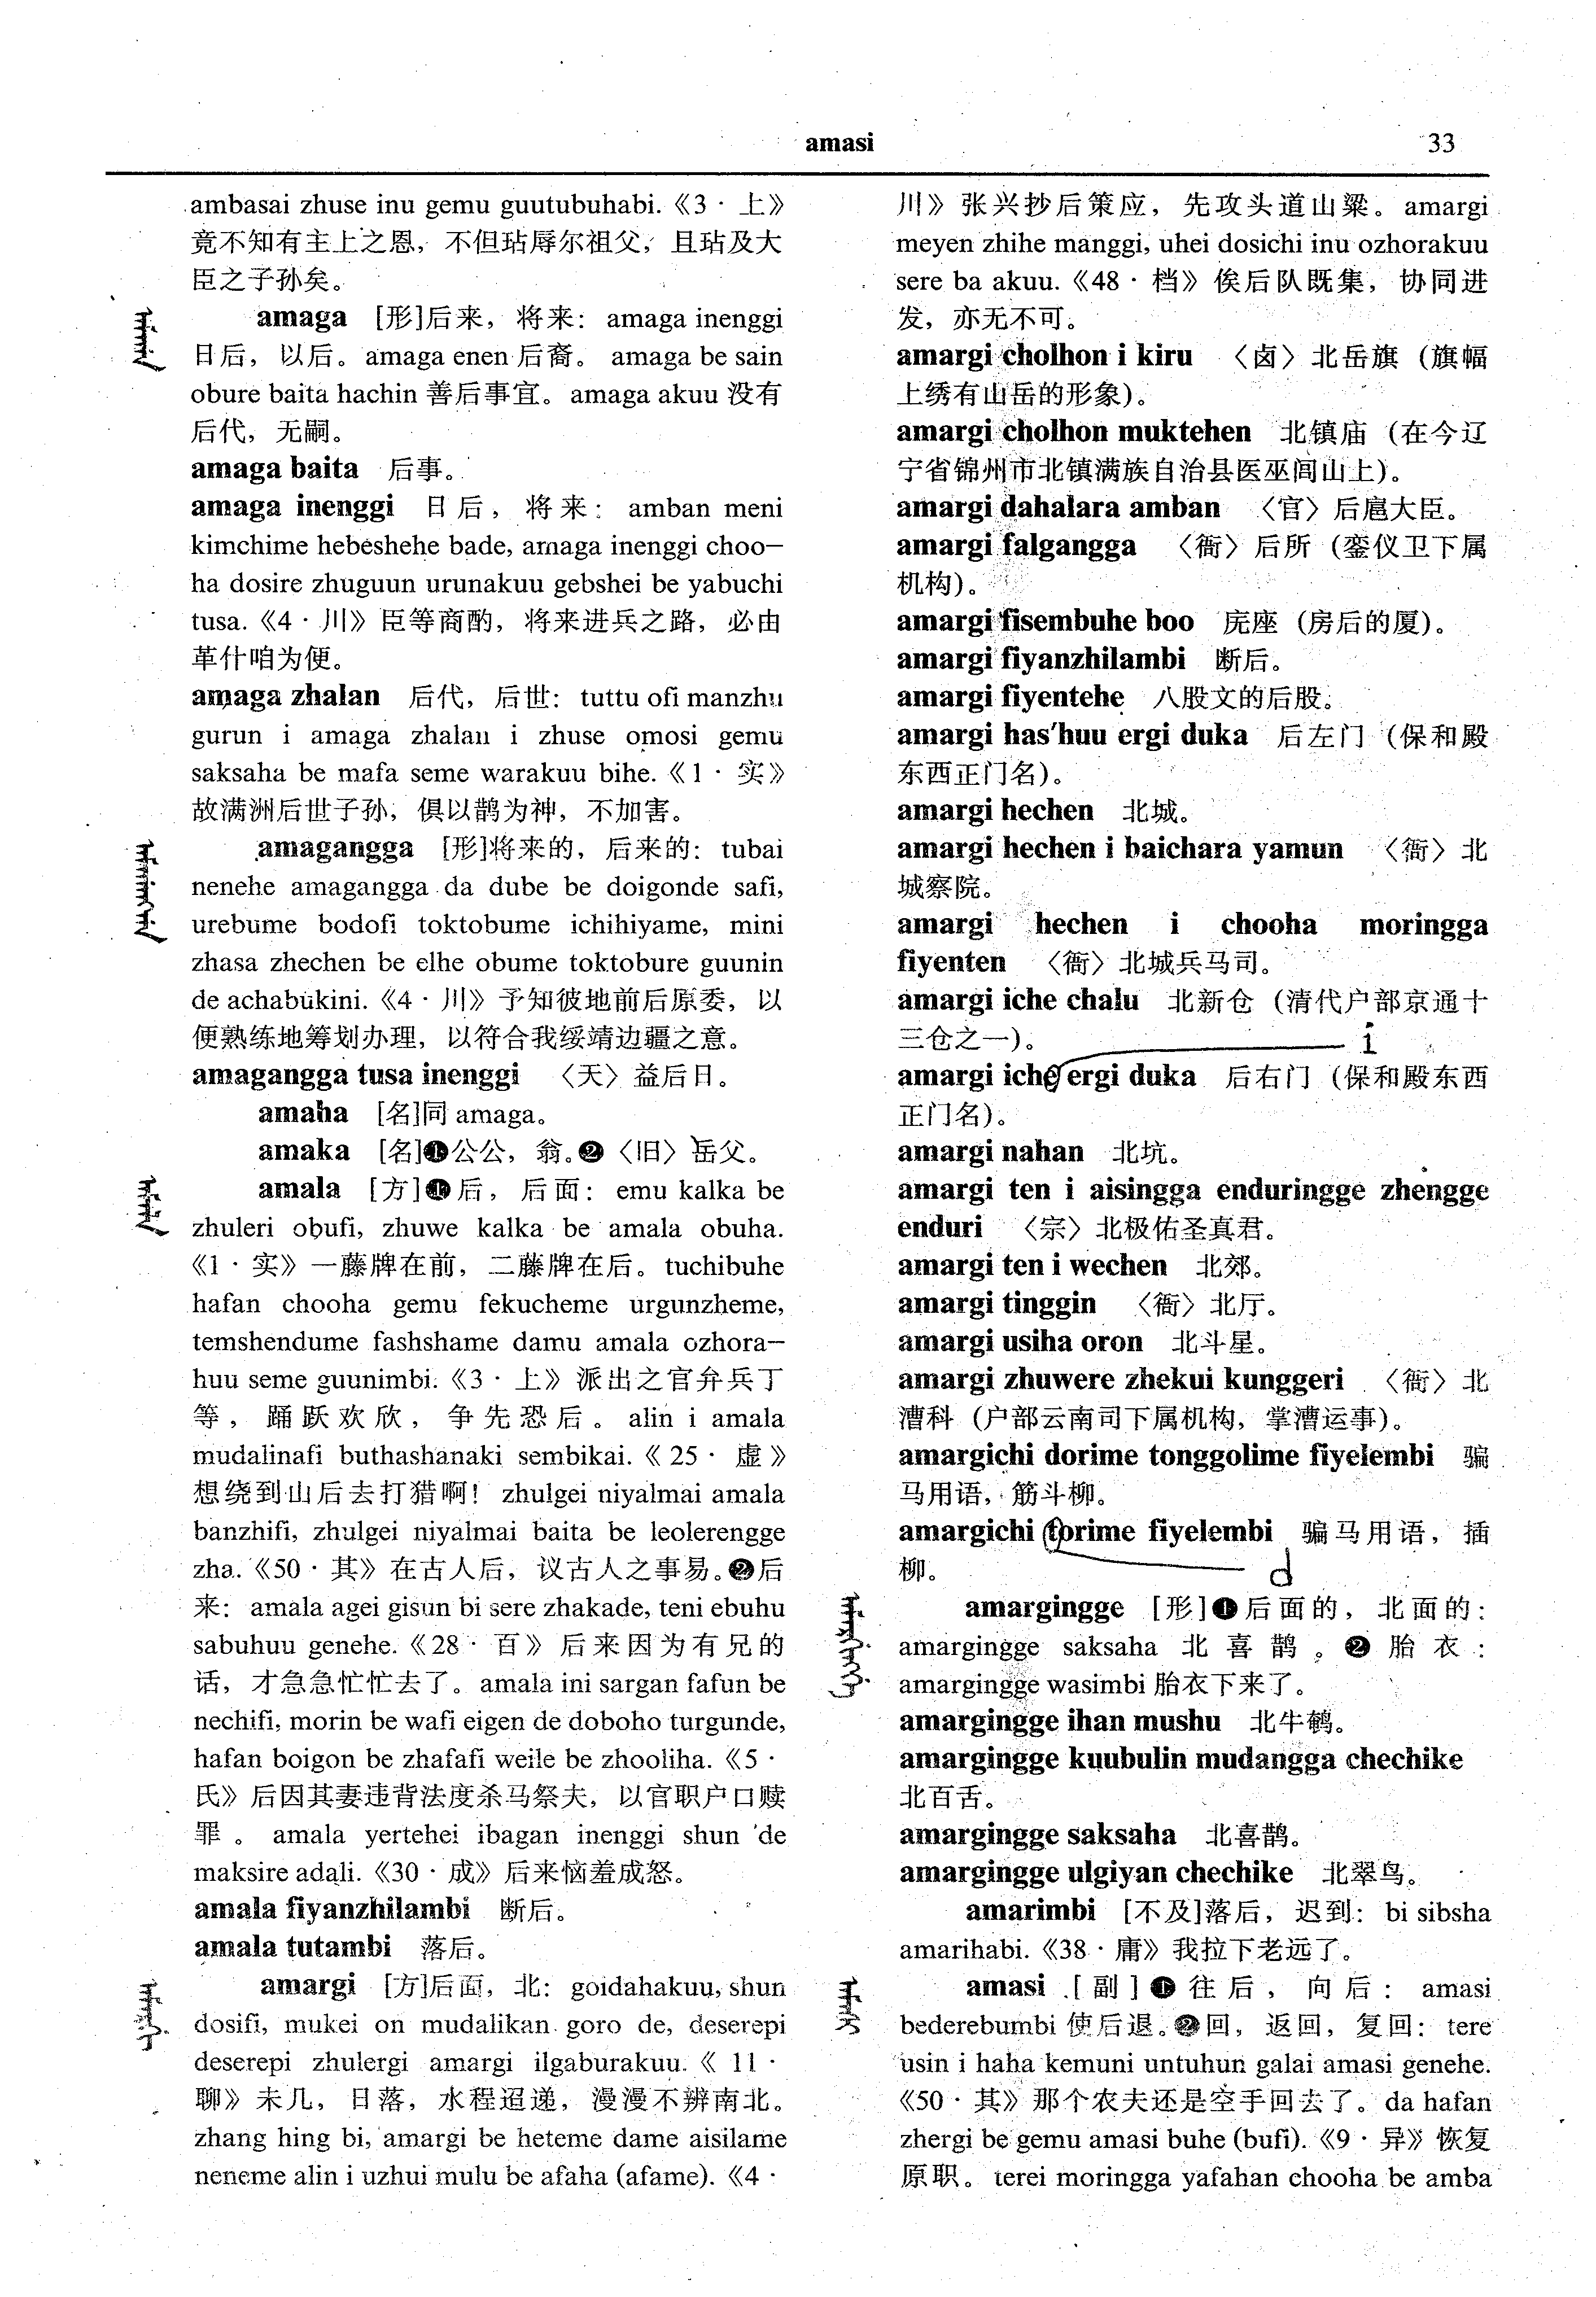 amasi
33
ambasai zhuse inu gemu guutubuhabi.《3 · 上》
竟不知有主上之恩，不但玷辱尔祖父，且玷及大
臣之子孙矣。
amaga [形]后来，将来：amaga inenggi
日后，以后。amaga enen 后裔。 amaga be sain
obure baita hachin 善后事宜。amaga akuu 没有
后代，无嗣。
amaga baita 后事。
amaga inenggi 日后，将来：amban meni
kimchime hebeshehe bade, amaga inenggi choo—
ha dosire zhuguun urunakuu gebshei be yabuchi
tusa.《4 · 川》臣等商酌，将来进兵之路，必由
革什咱为便。
amaga zhalan 后代，后世：tuttu ofi manzhu
gurun i amaga zhalan i zhuse omosi gemu
saksaha be mafa seme warakuu bihe.《1 · 实》
故满洲后世子孙，俱以鹊为神，不加害。
amagangga [形]将来的，后来的：tubai
nenehe amagangga da dube be doigonde safi,
urebume bodofi toktobume ichihiyame, mini
zhasa zhechen be elhe obume toktobure guunin
de achabukini.《4 · 川》予知彼地前后原委，以
便熟练地筹划办理，以符合我绥靖边疆之意。
amagangga tusa inenggi 〈天〉益后日。
amaha [名]同 amaga。
amaka [名]❶公公，翁。❷〈旧〉岳父。
amala [方]❶后，后面：emu kalka be
zhuleri obufi, zhuwe kalka be amala obuha.
《1 · 实》一藤牌在前，二藤牌在后。tuchibuhe
hafan chooha gemu fekucheme urgunzheme,
temshendume fashshame damu amala ozhora—
huu seme guunimbi.《3 · 上》派出之官弁兵丁
等，踊跃欢欣，争先恐后。alin i amala
mudalinafi buthashanaki sembikai.《25 · 虚》
想绕到山后去打猎啊！zhulgei niyalmai amala
banzhifi, zhulgei niyalmai baita be leolerengge
zha.《50 · 其》在古人后，议古人之事易。❷后
来：amala agei gisun bi sere zhakade, teni ebuhu
sabuhuu genehe.《28 · 百》后来因为有兄的
话，才急急忙忙去了。amala ini sargan fafun be
nechifi, morin be wafi eigen de doboho turgunde,
hafan boigon be zhafafi weile be zhooliha.《5 ·
氏》后因其妻违背法度杀马祭夫，以官职户口赎
罪。amala yertehei ibagan inenggi shun de
maksire adali.《30 · 成》后来恼羞成怒。
amala fiyanzhilambi 断后。
amala tutambi 落后。
amargi [方]后面，北：goidahakuu, shun
dosifi, mukei on mudalikan goro de, deserepi
deserepi zhulergi amargi ilgaburakuu.《11 ·
聊》未几，日落，水程迢递，漫漫不辨南北。
zhang hing bi, amargi be heteme dame aisilame
neneme alin i uzhui mulu be afaha (afame).《4 ·
川》张兴抄后策应，先攻头道山粱。amargi
meyen zhihe manggi, uhei dosichi inu ozhorakuu
sere ba akuu.《48 · 档》俟后队既集，协同进
发，亦无不可。
amargi cholhon i kiru 〈卤〉北岳旗（旗幅
上绣有山岳的形象）。
amargi cholhon muktehen 北镇庙（在今辽
宁省锦州市北镇满族自治县医巫闾山上）。
amargi dahalara amban 〈官〉后扈大臣。
amargi falgangga 〈衙〉后所（銮仪卫下属
机构）。
amargi fisembuhe boo 庑座（房后的厦）。
amargi fiyanzhilambi 断后。
amargi fiyentehe 八股文的后股。
amargi has'huu ergi duka 后左门（保和殿
东西正门名）。
amargi hechen 北城。
amargi hechen i baichara yamun 〈衙〉北
城察院。
amargi hechen i chooha moringga
fiyenten 〈衙〉北城兵马司。
amargi iche chalu 北新仓（清代户部京通十
三仓之一）。
i
amargi iche ergi duka 后右门（保和殿东西
正门名）。
amargi nahan 北坑。
amargi ten i aisingga enduringge zhengge
enduri 〈宗〉北极佑圣真君。
amargi ten i wechen 北郊。
amargi tinggin 〈衙〉北厅。
amargi usiha oron 北斗星。
amargi zhuwere zhekui kunggeri 〈衙〉北
漕科（户部云南司下属机构，掌漕运事）。
amargichi dorime tonggolime fiyelembi 骗
马用语，筋斗柳。
amargichi torime fiyelembi 骗马用语，插
柳。
d
amargingge [形]❶后面的，北面的：
amargingge saksaha 北喜鹊。❷胎衣：
amargingge wasimbi 胎衣下来了。
amargingge ihan mushu 北牛鹌。
amargingge kuubulin mudangga chechike
北百舌。
amargingge saksaha 北喜鹊。
amargingge ulgiyan chechike 北翠鸟。
amarimbi [不及]落后，迟到：bi sibsha
amarihabi.《38 · 庸》我拉下老远了。
amasi [副]❶往后，向后：amasi
bederebumbi 使后退。❷回，返回，复回：tere
usin i haha kemuni untuhun galai amasi genehe.
《50 · 其》那个农夫还是空手回去了。da hafan
zhergi be gemu amasi buhe (bufi).《9 · 异》恢复
原职。terei moringga yafahan chooha be amba